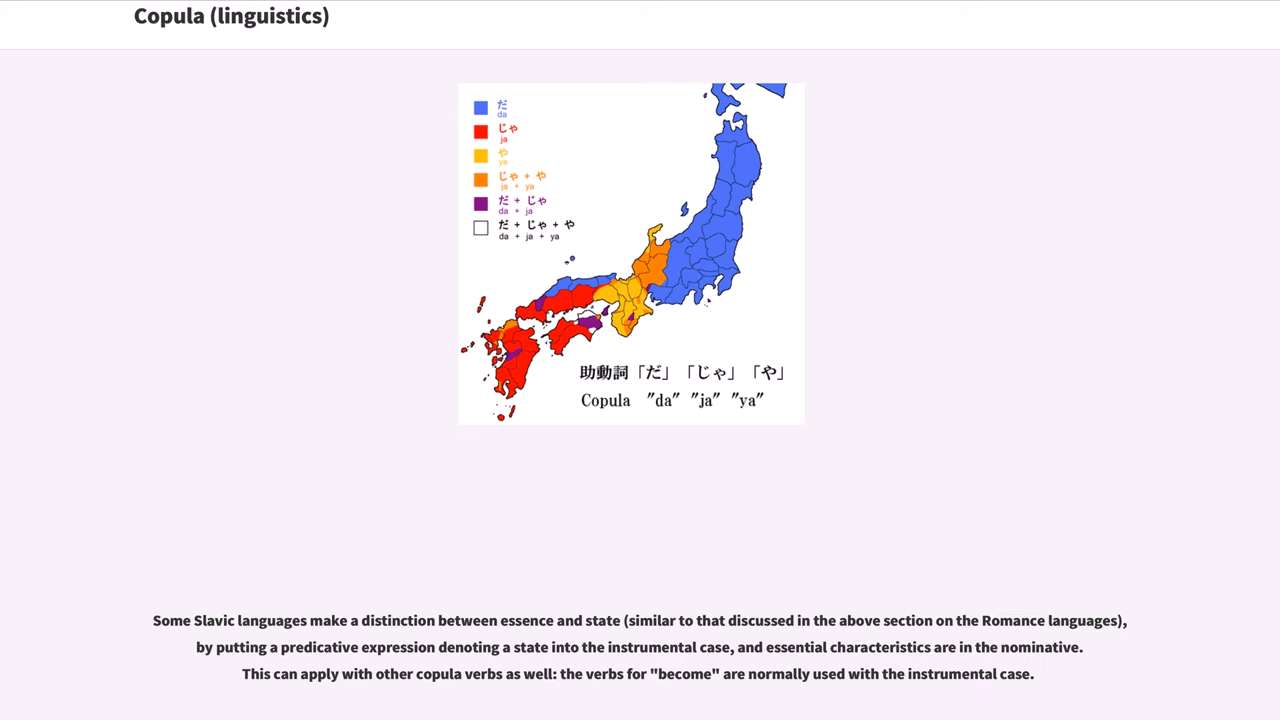 Copula (linguistics)
だ
da
じゃ
ja
や
ya
じゃ + や
ja + ya
だ + じゃ
da + ja
だ + じゃ + や
da + ja + ya
助動詞「だ」「じゃ」「や」
Copula "da" "ja" "ya"
Some Slavic languages make a distinction between essence and state (similar to that discussed in the above section on the Romance languages),
by putting a predicative expression denoting a state into the instrumental case, and essential characteristics are in the nominative.
This can apply with other copula verbs as well: the verbs for "become" are normally used with the instrumental case.